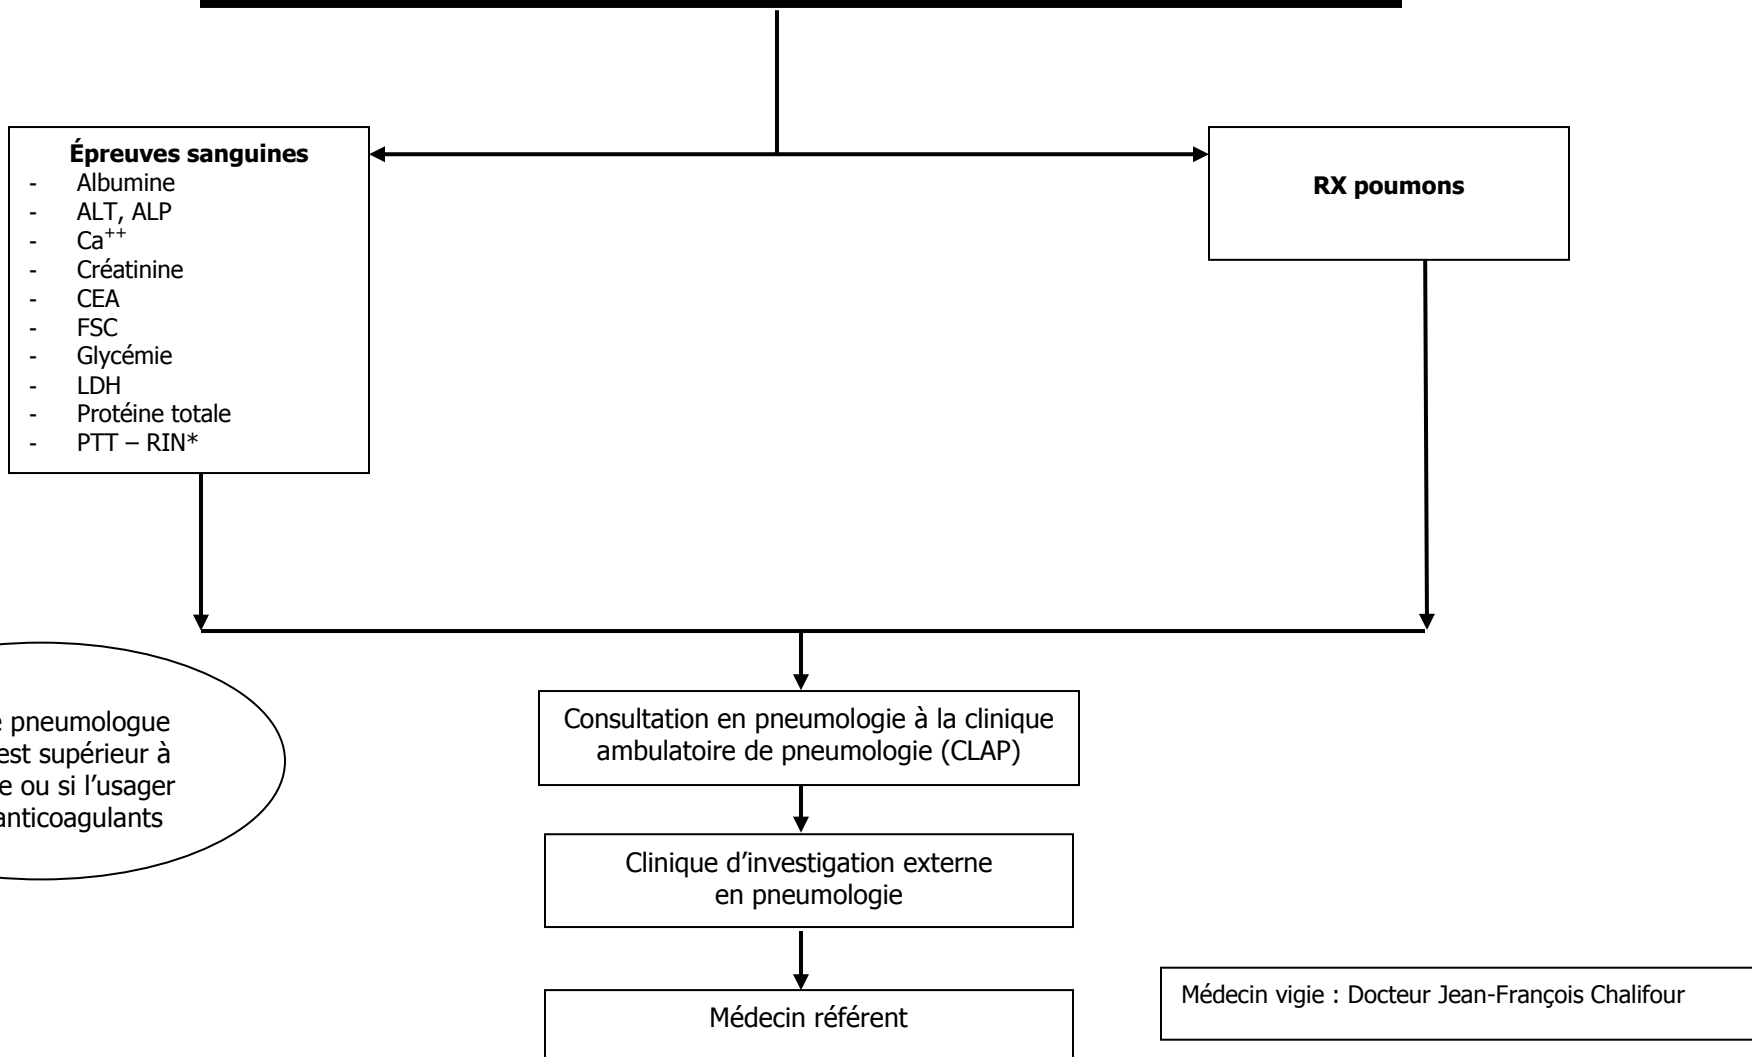 Épreuves sanguines
- Albumine
- ALT, ALP
- Ca++
- Créatinine
- CEA
- FSC
- Glycémie
- LDH
- Protéine totale
- PTT – RIN*
RX poumons
pneumologue
est supérieur à
ou si l’usager
anticoagulants
Consultation en pneumologie à la clinique
ambulatoire de pneumologie (CLAP)
Clinique d’investigation externe
en pneumologie
Médecin référent
Médecin vigie : Docteur Jean-François Chalifour